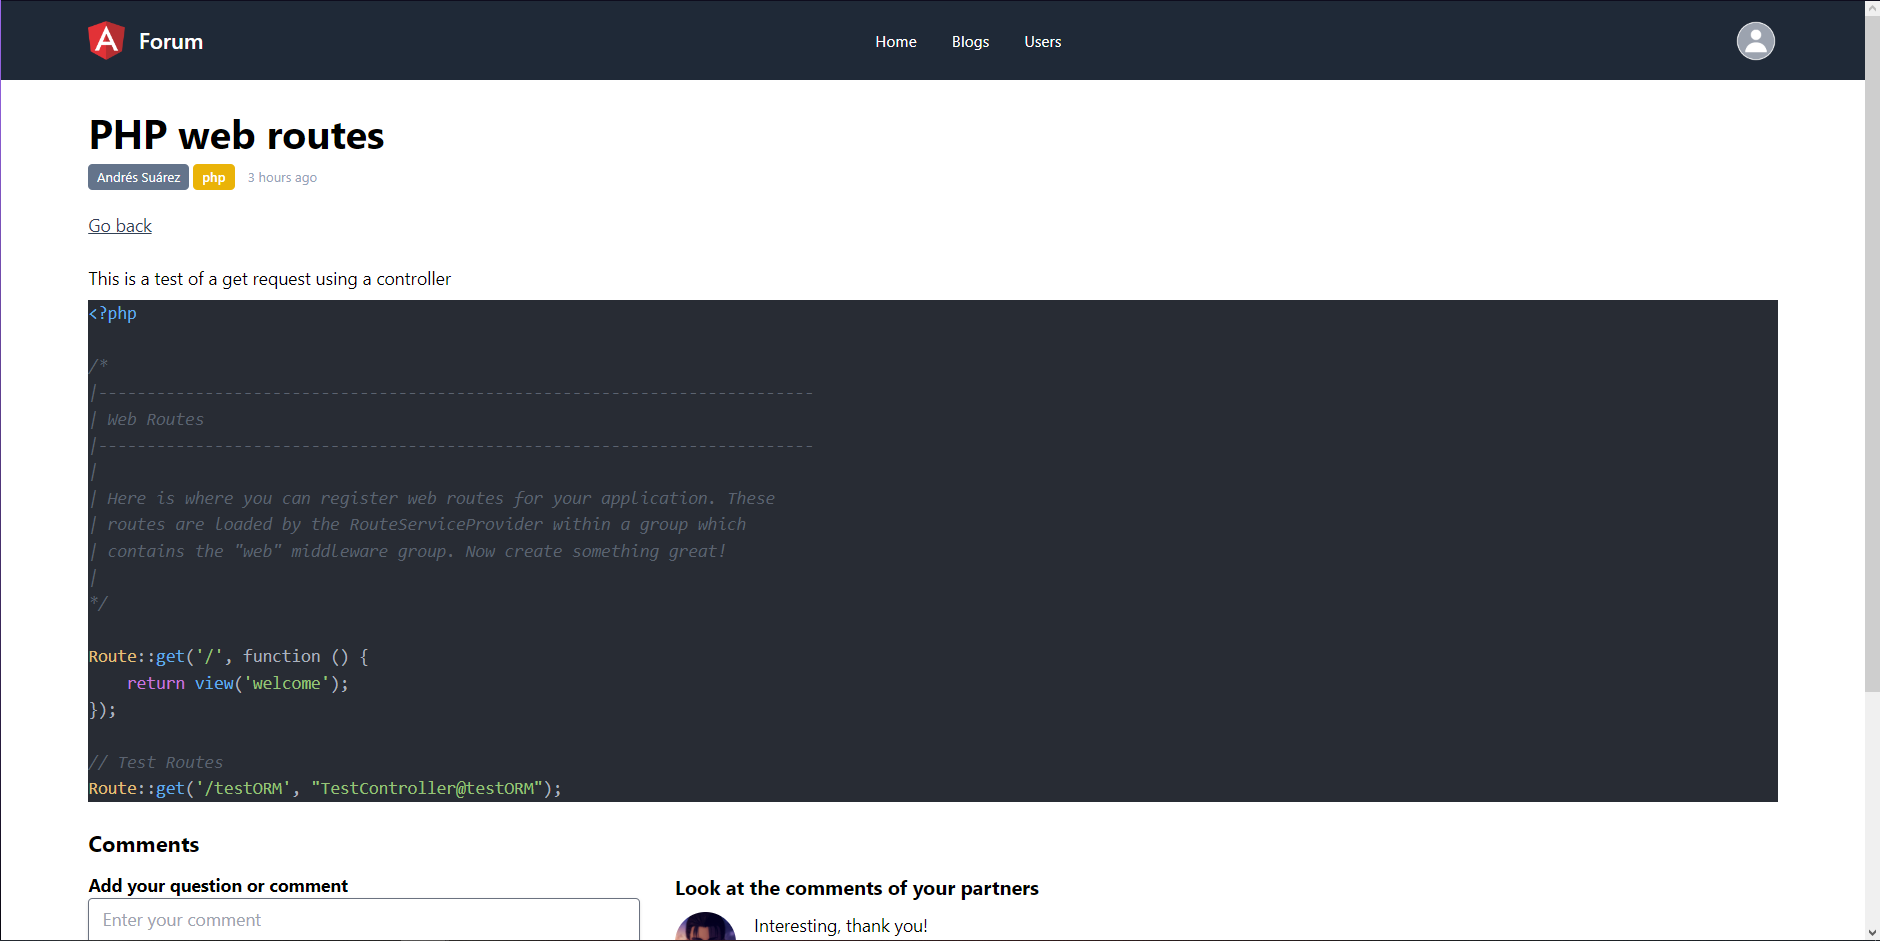 Forum
Home Blogs Users
PHP web routes
Andrés Suárez php 3 hours ago
Go back
This is a test of a get request using a controller
<?php
/*
|--------------------------------------------------------------------------
| Web Routes
|--------------------------------------------------------------------------
|
| Here is where you can register web routes for your application. These
| routes are loaded by the RouteServiceProvider within a group which
| contains the "web" middleware group. Now create something great!
|
*/
Route::get('/', function () {
    return view('welcome');
});
// Test Routes
Route::get('/testORM', "TestController@testORM");
Comments
Add your question or comment
Enter your comment
Look at the comments of your partners
Interesting, thank you!